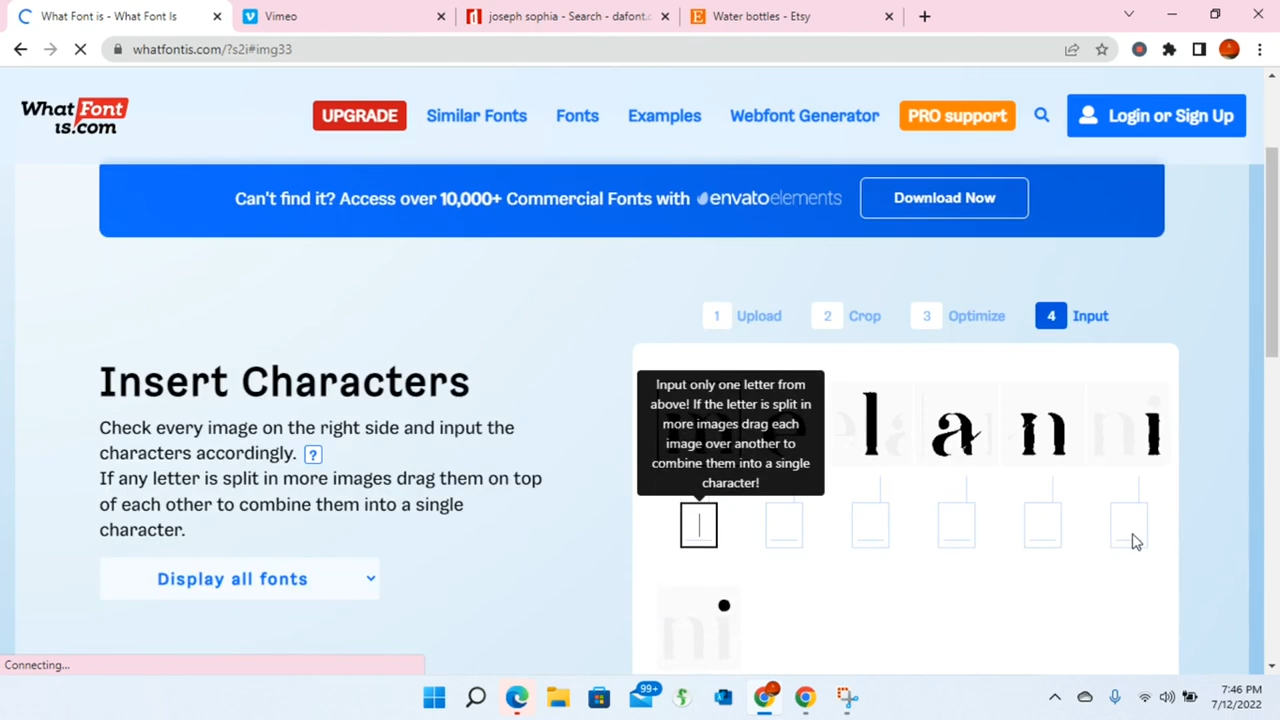 What Font is - What Font Is
Vimeo
joseph sophia - Search - dafont.c
Water bottles - Etsy
whatfontis.com/?s2i#img33
What Font is.com
UPGRADE
Similar Fonts
Fonts
Examples
Webfont Generator
PRO support
Login or Sign Up
Can't find it? Access over 10,000+ Commercial Fonts with envatoelements
Download Now
1 Upload
2 Crop
3 Optimize
4 Input
Insert Characters
Check every image on the right side and input the
characters accordingly. ?
If any letter is split in more images drag them on top
of each other to combine them into a single
character.
Display all fonts
Input only one letter from
above! If the letter is split in
more images drag each
image over another to
combine them into a single
character!
m e l a n ı
ni
Connecting...
99+
7:46 PM
7/12/2022